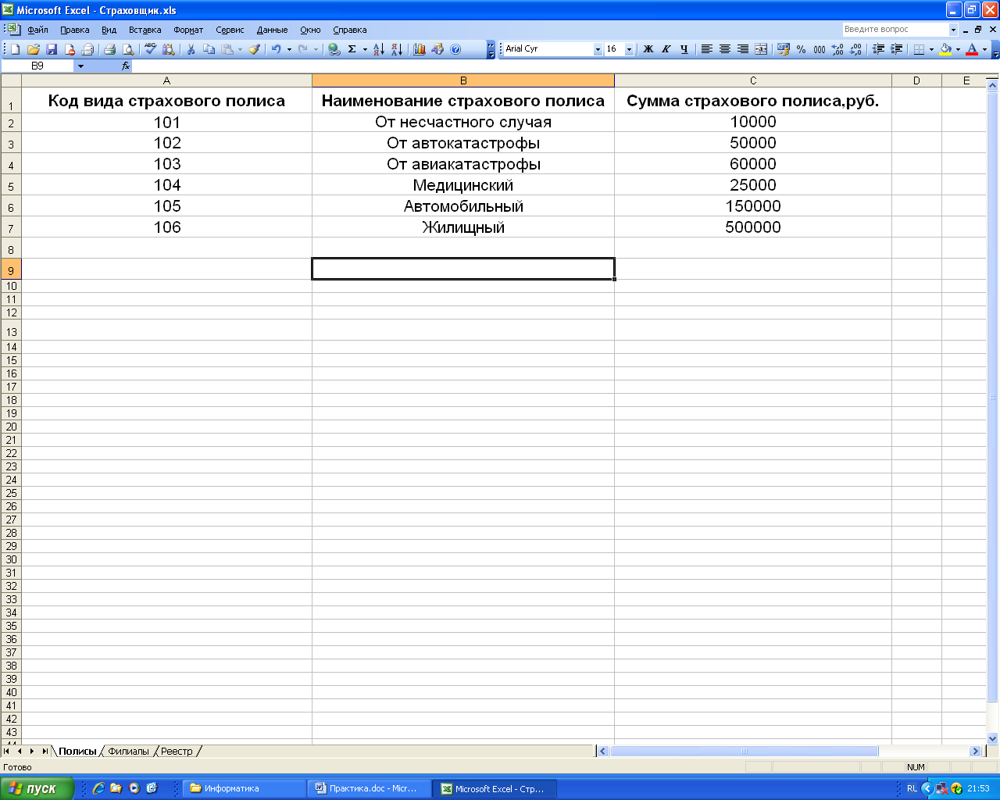 Microsoft Excel - Страховщик.xls
Файл Правка Вид Вставка Формат Сервис Данные Окно Справка Введите вопрос
Arial Cyr 16 Ж К Ч
B9 fx
A B C D E
1 Код вида страхового полиса Наименование страхового полиса Сумма страхового полиса,руб.
2 101 От несчастного случая 10000
3 102 От автокатастрофы 50000
4 103 От авиакатастрофы 60000
5 104 Медицинский 25000
6 105 Автомобильный 150000
7 106 Жилищный 500000
8
9
10
11
12
13
14
15
16
17
18
19
20
21
22
23
24
25
26
27
28
29
30
31
32
33
34
35
36
37
38
39
40
41
42
43
44
Полисы Филиалы Реестр
Готово NUM
пуск Информатика Практика.doc - Micr... Microsoft Excel - Стр... RL 21:53